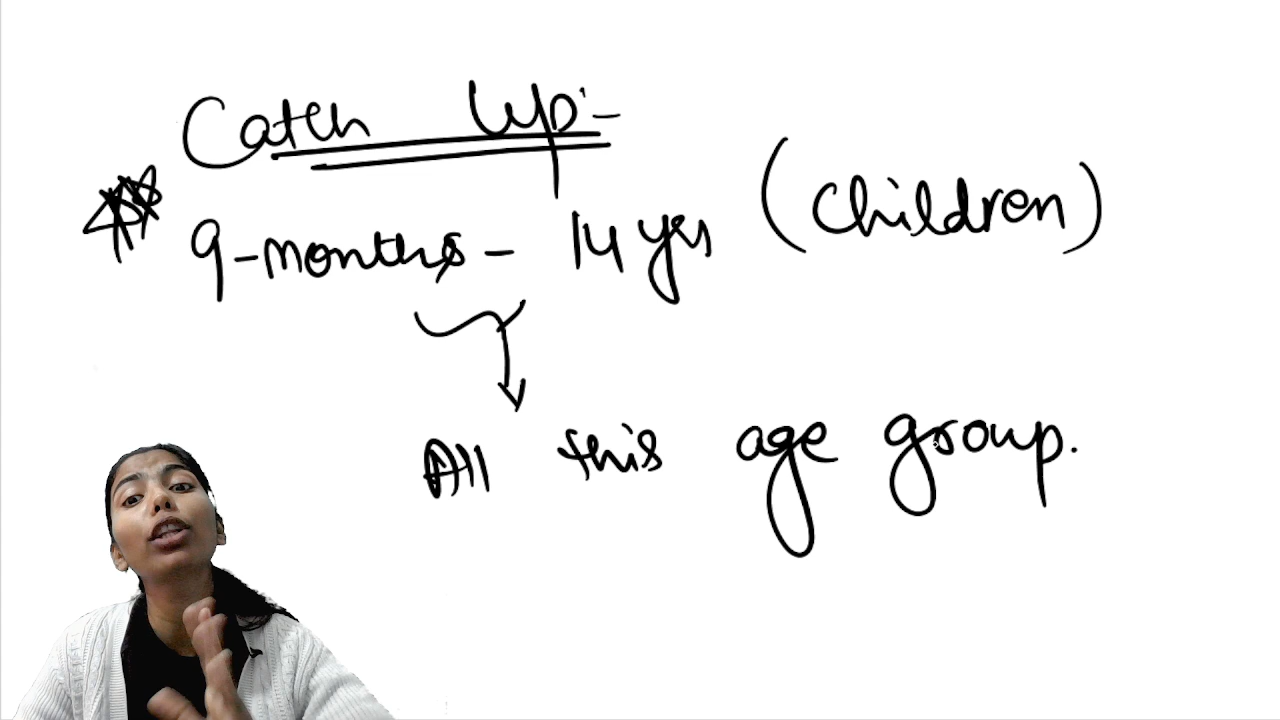 Catch Up:-
9-months - 14 yrs (children)
All this age group.